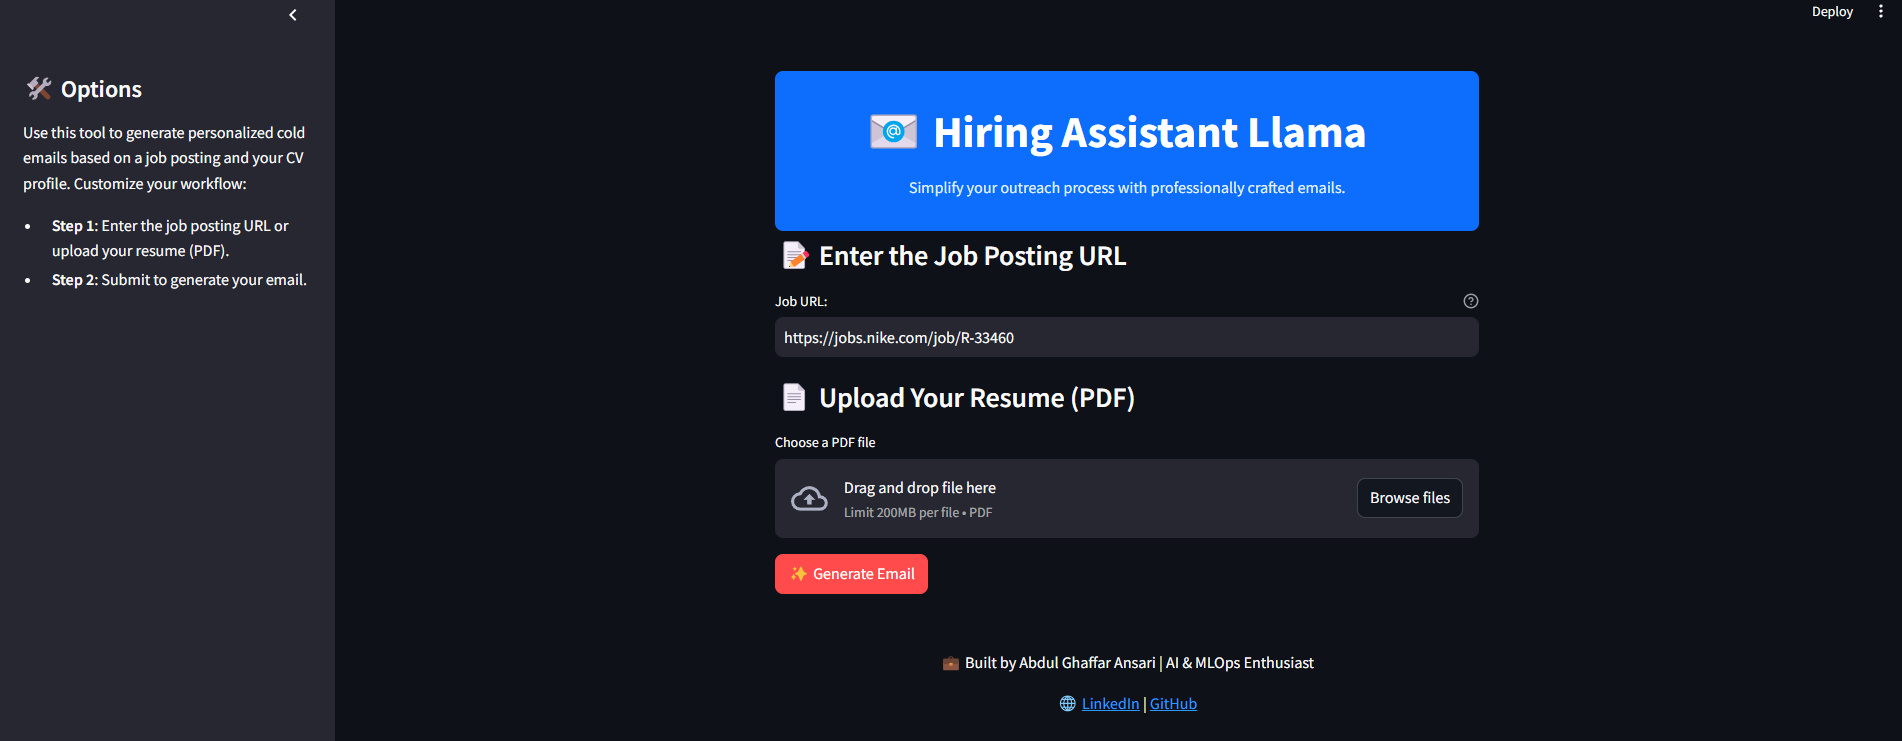 Deploy
Options
Use this tool to generate personalized cold
emails based on a job posting and your CV
profile. Customize your workflow:
• Step 1: Enter the job posting URL or
upload your resume (PDF).
• Step 2: Submit to generate your email.
Hiring Assistant Llama
Simplify your outreach process with professionally crafted emails.
Enter the Job Posting URL
Job URL:
https://jobs.nike.com/job/R-33460
Upload Your Resume (PDF)
Choose a PDF file
Drag and drop file here
Limit 200MB per file • PDF
Browse files
✨ Generate Email
Built by Abdul Ghaffar Ansari | AI & MLOps Enthusiast
LinkedIn | GitHub